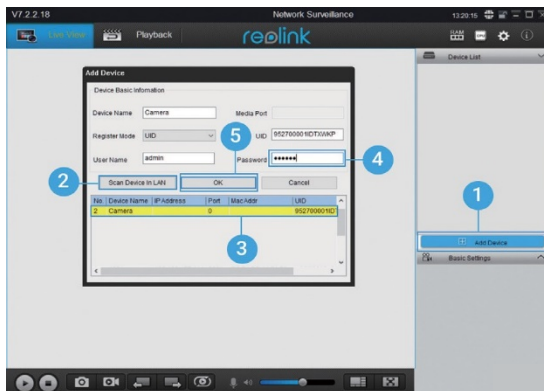 V7.2.2.18 Network Surveillance 13:20:15
Live View Playback reolink
Device List
Add Device
Device Basic Infomation
Device Name Camera Media Port
5
Register Mode UID UID 9527000001IDTXWKP
User Name admin Password ••••••
4
2 Scan Device In LAN OK Cancel
No Device Name IP Address Port MacAddr UID
2 Camera 0 952700001ID
3
1
Add Device
Basic Settings